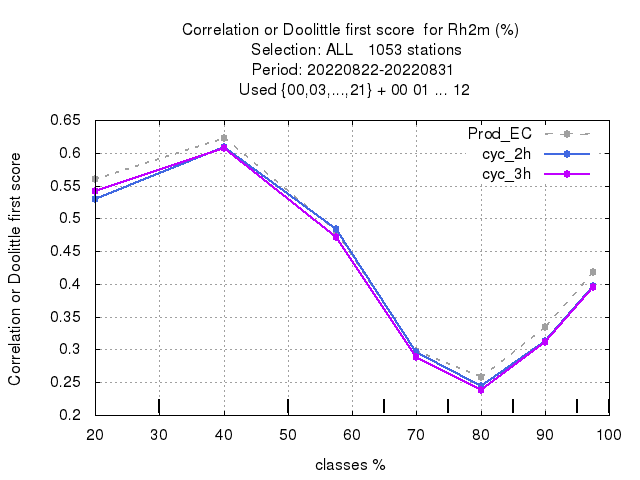 Correlation or Doolittle first score  for Rh2m (%)
Selection: ALL   1053 stations
Period: 20220822-20220831
Used {00,03,...,21} + 00 01 ... 12
Prod_EC
cyc_2h
cyc_3h
Correlation or Doolittle first score
0.65
0.6
0.55
0.5
0.45
0.4
0.35
0.3
0.25
0.2
20 30 40 50 60 70 80 90 100
classes %